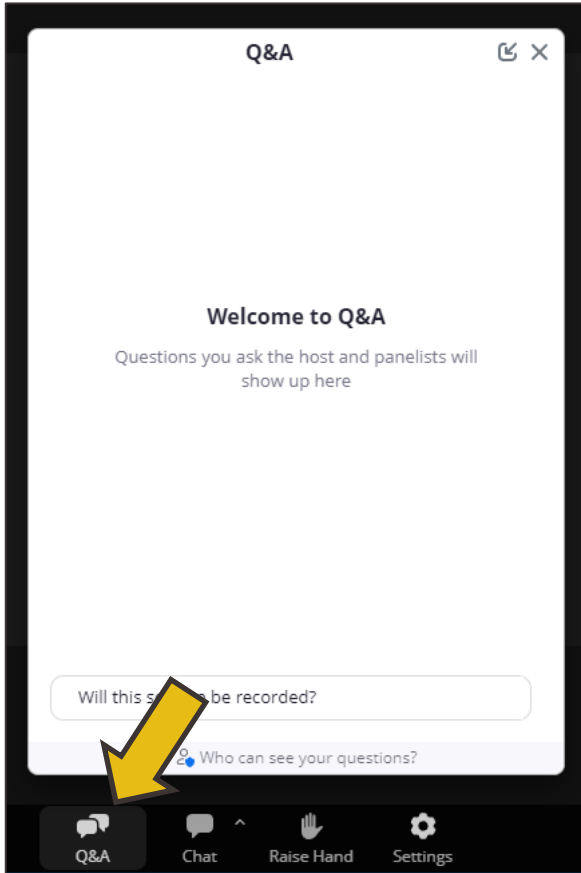 Q&A
Welcome to Q&A
Questions you ask the host and panelists will
show up here
Will this be recorded?
Who can see your questions?
Q&A
Chat
Raise Hand
Settings